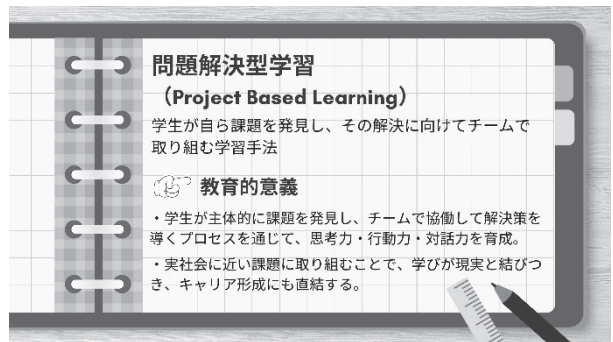 問題解決型学習
（Project Based Learning）
学生が自ら課題を発見し、その解決に向けてチームで
取り組む学習手法
教育的意義
・学生が主体的に課題を発見し、チームで協働して解決策を
導くプロセスを通じて、思考力・行動力・対話力を育成。
・実社会に近い課題に取り組むことで、学びが現実と結びつ
き、キャリア形成にも直結する。